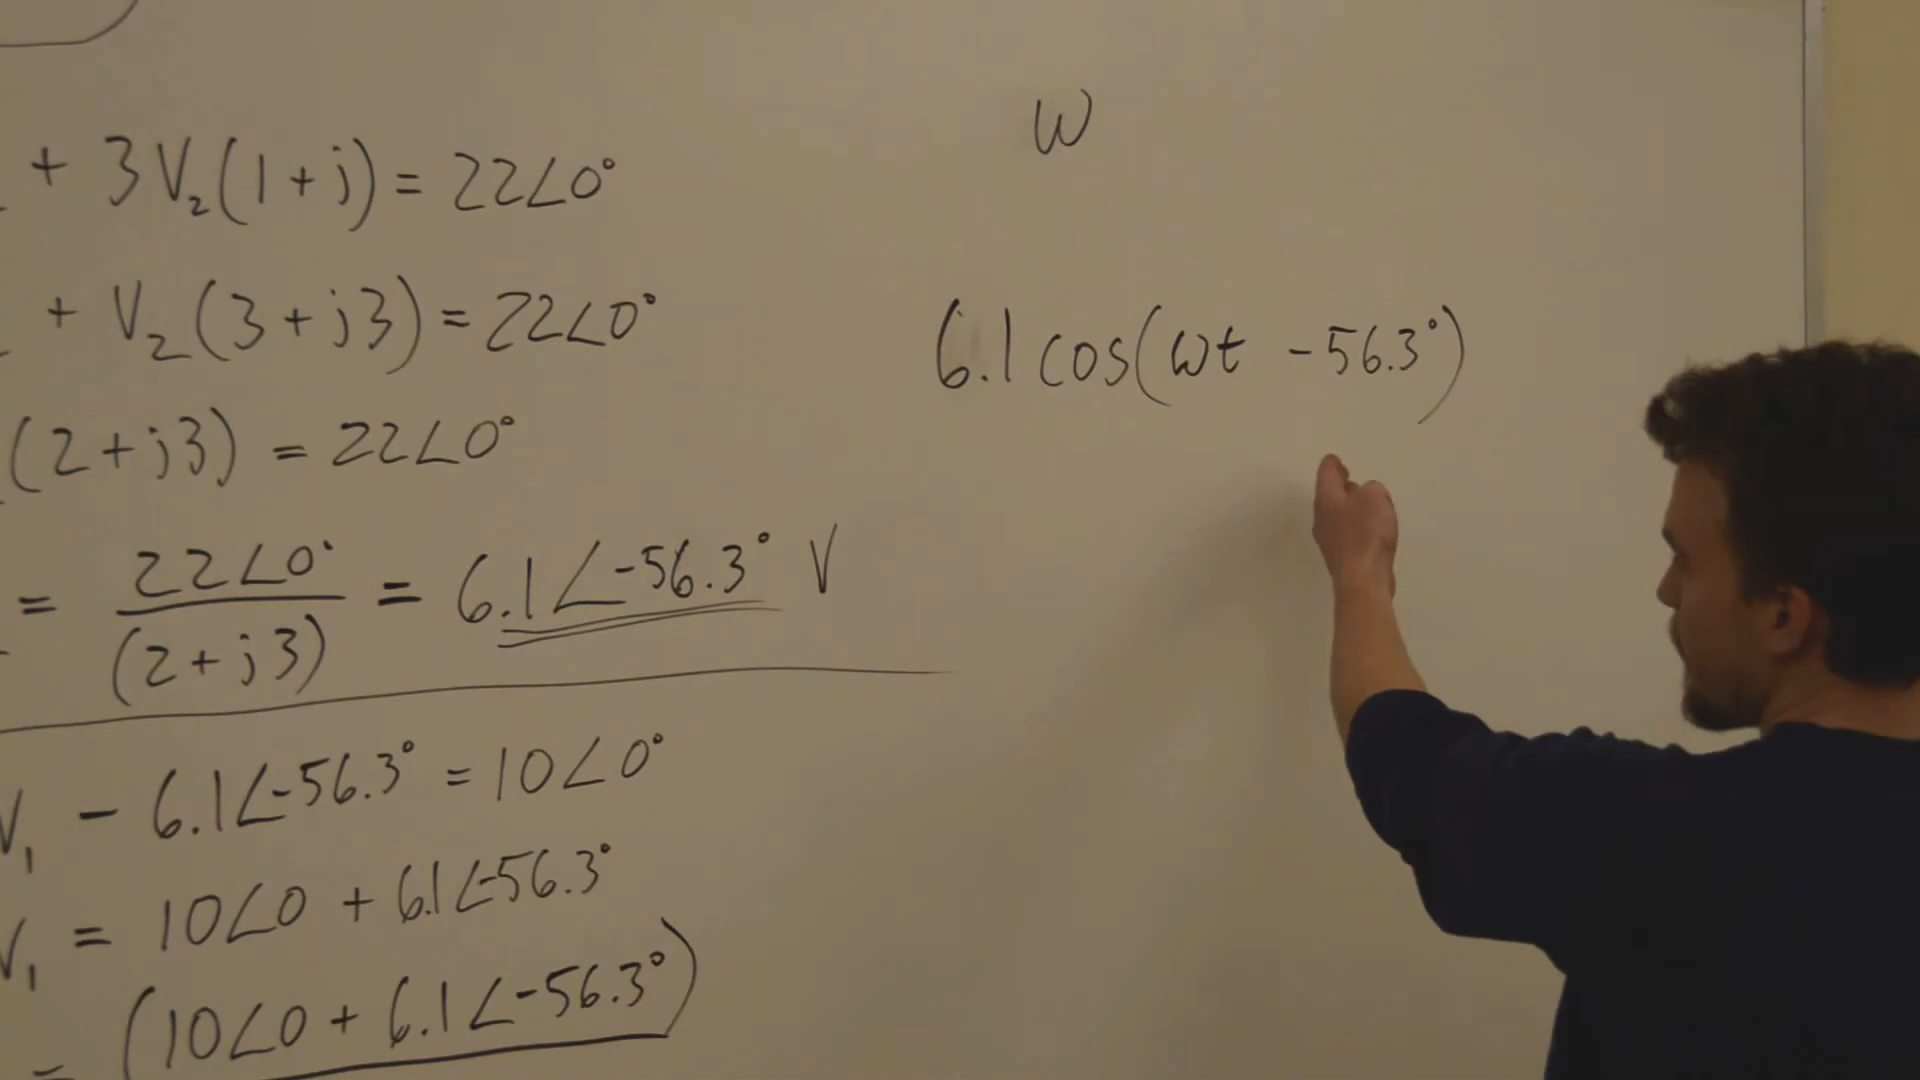 + 3V₂(1+j) = 22∠0°
+ V₂(3+j3) = 22∠0°
(2+j3) = 22∠0°
= 22∠0° / (2+j3) = 6.1∠-56.3° V
V₁ - 6.1∠-56.3° = 10∠0°
V₁ = 10∠0 + 6.1∠-56.3°
= (10∠0 + 6.1∠-56.3°)
ω
6.1 cos(ωt -56.3°)